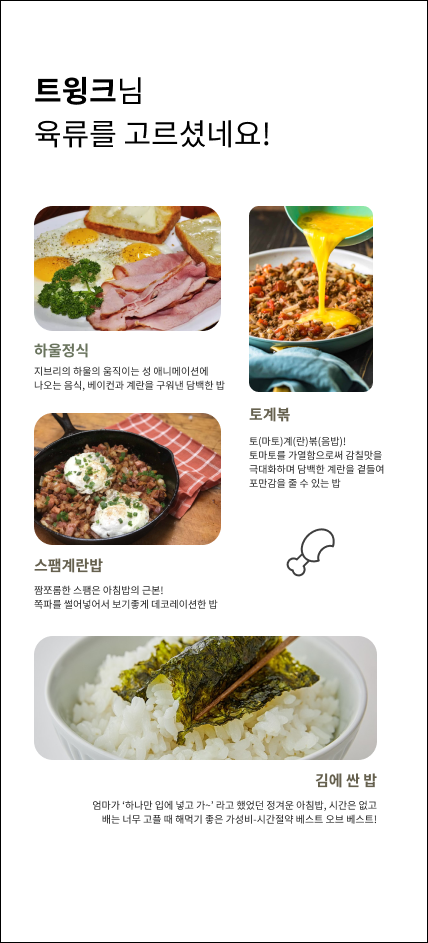 트윙크님
육류를 고르셨네요!
하울정식
지브리의 하울의 움직이는 성 애니메이션에
나오는 음식, 베이컨과 계란을 구워낸 담백한 밥
토계볶
토(마토)계(란)볶(음밥)!
토마토를 가열함으로써 감칠맛을
극대화하며 담백한 계란을 곁들여
포만감을 줄 수 있는 밥
스팸계란밥
짬쪼롬한 스팸은 아침밥의 근본!
쪽파를 썰어넣어서 보기좋게 데코레이션한 밥
김에 싼 밥
엄마가 ‘하나만 입에 넣고 가~’ 라고 했었던 정겨운 아침밥, 시간은 없고
배는 너무 고플 때 해먹기 좋은 가성비-시간절약 베스트 오브 베스트!